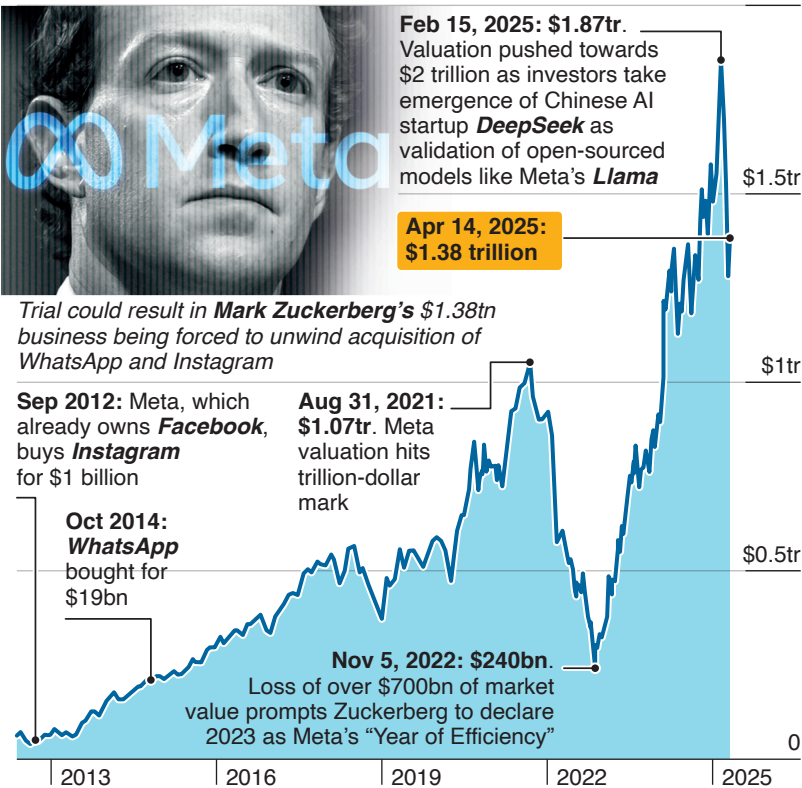 Meta
Feb 15, 2025: $1.87tr.
Valuation pushed towards
$2 trillion as investors take
emergence of Chinese AI
startup DeepSeek as
validation of open-sourced
models like Meta's Llama
$1.5tr
Apr 14, 2025:
$1.38 trillion
Trial could result in Mark Zuckerberg's $1.38tn
business being forced to unwind acquisition of
WhatsApp and Instagram
$1tr
Sep 2012: Meta, which
already owns Facebook,
buys Instagram
for $1 billion
Aug 31, 2021:
$1.07tr. Meta
valuation hits
trillion-dollar
mark
Oct 2014:
WhatsApp
bought for
$19bn
$0.5tr
Nov 5, 2022: $240bn.
Loss of over $700bn of market
value prompts Zuckerberg to declare
2023 as Meta's “Year of Efficiency”
0
2013 2016 2019 2022 2025